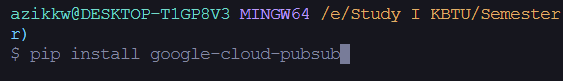 azikkw@DESKTOP-T1GP8V3 MINGW64 /e/Study I KBTU/Semester
r)
$ pip install google-cloud-pubsub